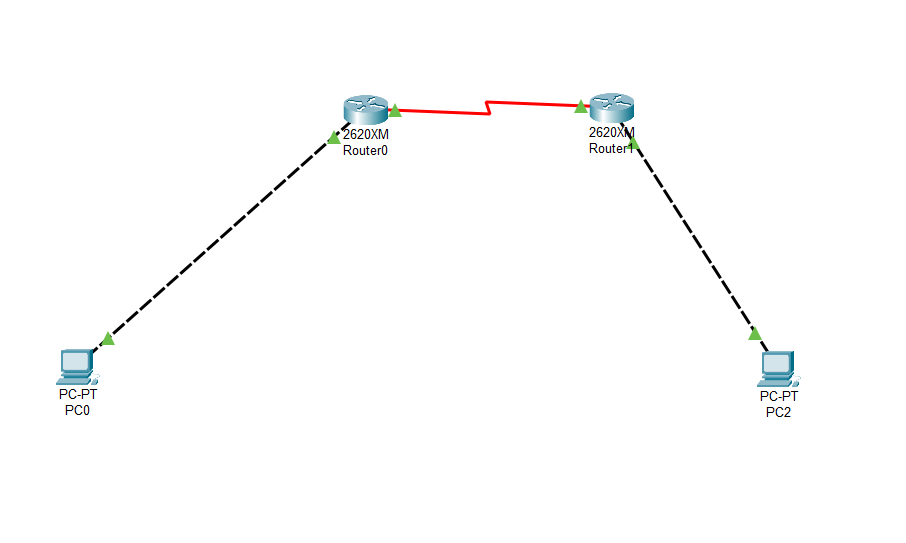 2620XM
Router0
2620XM
Router1
PC-PT
PC0
PC-PT
PC2